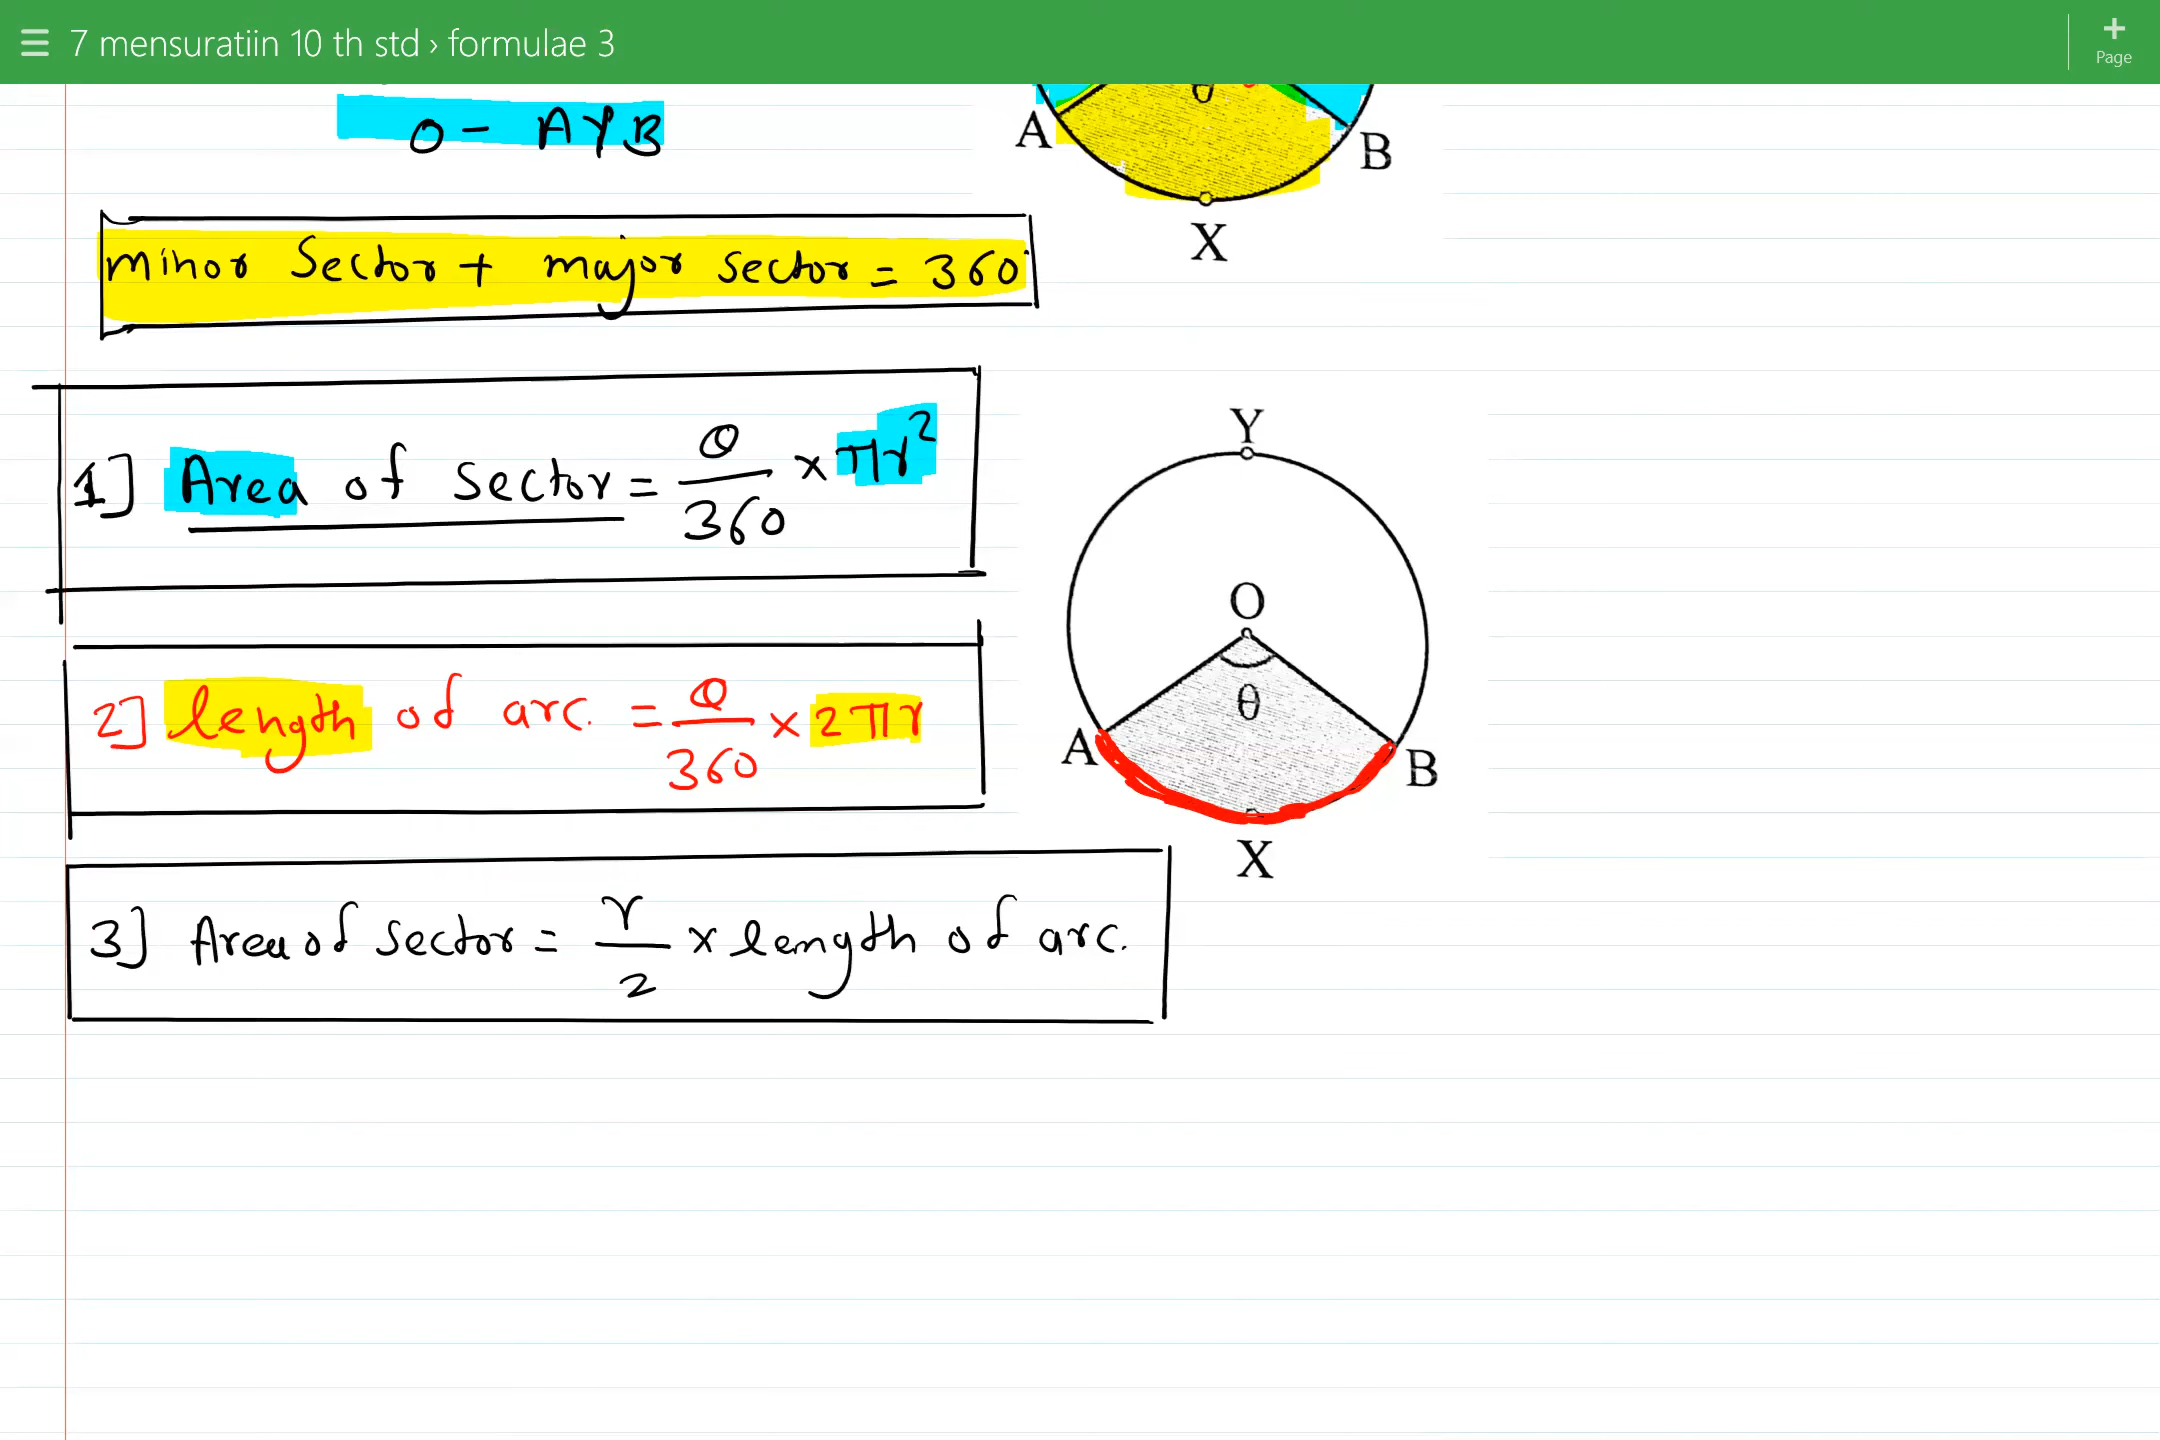 7 mensuratiin 10 th std › formulae 3
+
Page
O - AYB
θ
A
B
X
minor Sector + major sector = 360°
1] Area of sector = θ/360 × πr²
Y
O
θ
A
B
X
2] length of arc. = θ/360 × 2πr
3] Area of sector = r/2 × length of arc.